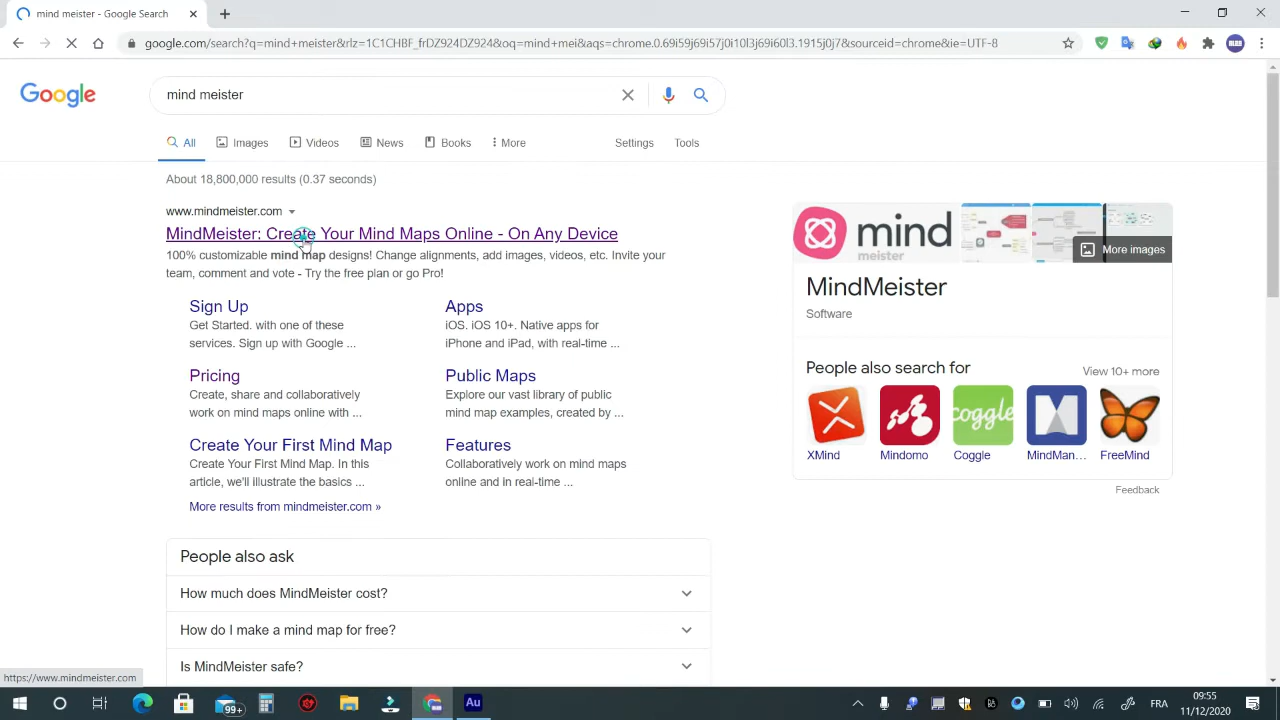 mind meister - Google Search
google.com/search?q=mind+meister&rlz=1C1CHBF_frDZ924DZ924&oq=mind+mei&aqs=chrome.0.69i59j69i57j0i10l3j69i60l3.1915j0j7&sourceid=chrome&ie=UTF-8
Google
mind meister
All Images Videos News Books More Settings Tools
About 18,800,000 results (0.37 seconds)
www.mindmeister.com
MindMeister: Create Your Mind Maps Online - On Any Device
100% customizable mind map designs! Change alignments, add images, videos, etc. Invite your
team, comment and vote - Try the free plan or go Pro!
Sign Up
Get Started. with one of these
services. Sign up with Google ...
Apps
iOS. iOS 10+. Native apps for
iPhone and iPad, with real-time ...
Pricing
Create, share and collaboratively
work on mind maps online with ...
Public Maps
Explore our vast library of public
mind map examples, created by ...
Create Your First Mind Map
Create Your First Mind Map. In this
article, we'll illustrate the basics ...
Features
Collaboratively work on mind maps
online and in real-time ...
More results from mindmeister.com »
People also ask
How much does MindMeister cost?
How do I make a mind map for free?
Is MindMeister safe?
mind
meister
More images
MindMeister
Software
People also search for
View 10+ more
coggle
XMind Mindomo Coggle MindMan... FreeMind
Feedback
https://www.mindmeister.com
99+
Au
FRA
09:55
11/12/2020